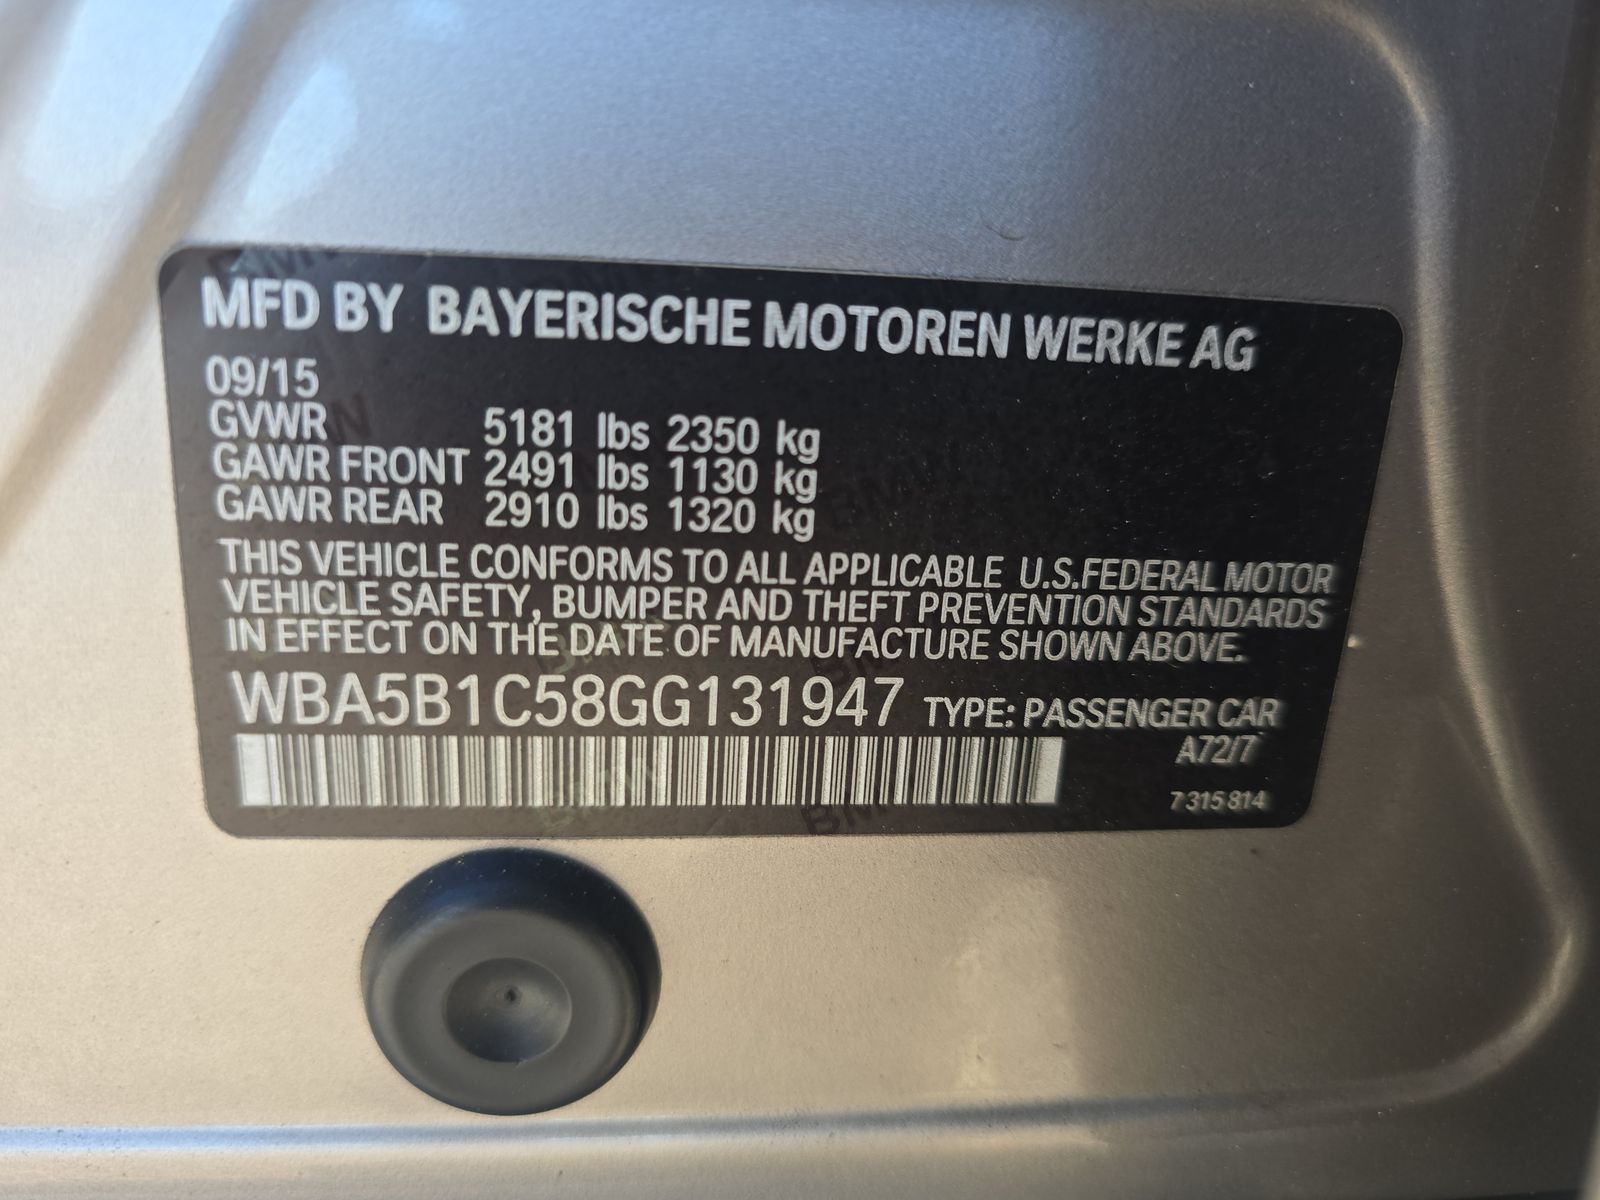 MFD BY BAYERISCHE MOTOREN WERKE AG
09/15
GVWR 5181 lbs 2350 kg
GAWR FRONT 2491 lbs 1130 kg
GAWR REAR 2910 lbs 1320 kg
THIS VEHICLE CONFORMS TO ALL APPLICABLE U.S.FEDERAL MOTOR
VEHICLE SAFETY, BUMPER AND THEFT PREVENTION STANDARDS
IN EFFECT ON THE DATE OF MANUFACTURE SHOWN ABOVE.
WBA5B1C58GG131947 TYPE: PASSENGER CAR
A72/7
7 315 814